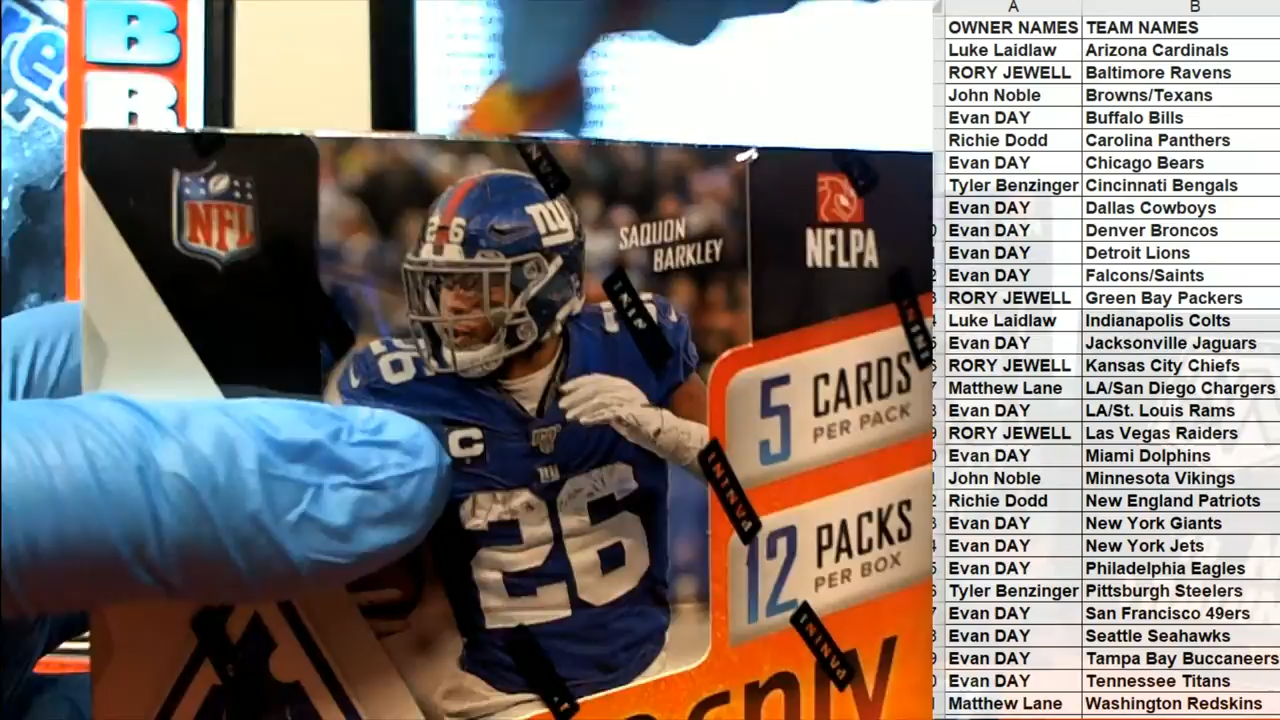 B
R
NFL
26
NY
SAQUON
BARKLEY
NFLPA
26
C
26
5 CARDS
PER PACK
12 PACKS
PER BOX
PANINI
PANINI
A B
OWNER NAMES TEAM NAMES
Luke Laidlaw Arizona Cardinals
RORY JEWELL Baltimore Ravens
John Noble Browns/Texans
Evan DAY Buffalo Bills
Richie Dodd Carolina Panthers
Evan DAY Chicago Bears
Tyler Benzinger Cincinnati Bengals
Evan DAY Dallas Cowboys
Evan DAY Denver Broncos
Evan DAY Detroit Lions
Evan DAY Falcons/Saints
RORY JEWELL Green Bay Packers
Luke Laidlaw Indianapolis Colts
Evan DAY Jacksonville Jaguars
RORY JEWELL Kansas City Chiefs
Matthew Lane LA/San Diego Chargers
Evan DAY LA/St. Louis Rams
RORY JEWELL Las Vegas Raiders
Evan DAY Miami Dolphins
John Noble Minnesota Vikings
Richie Dodd New England Patriots
Evan DAY New York Giants
Evan DAY New York Jets
Evan DAY Philadelphia Eagles
Tyler Benzinger Pittsburgh Steelers
Evan DAY San Francisco 49ers
Evan DAY Seattle Seahawks
Evan DAY Tampa Bay Buccaneers
Evan DAY Tennessee Titans
Matthew Lane Washington Redskins